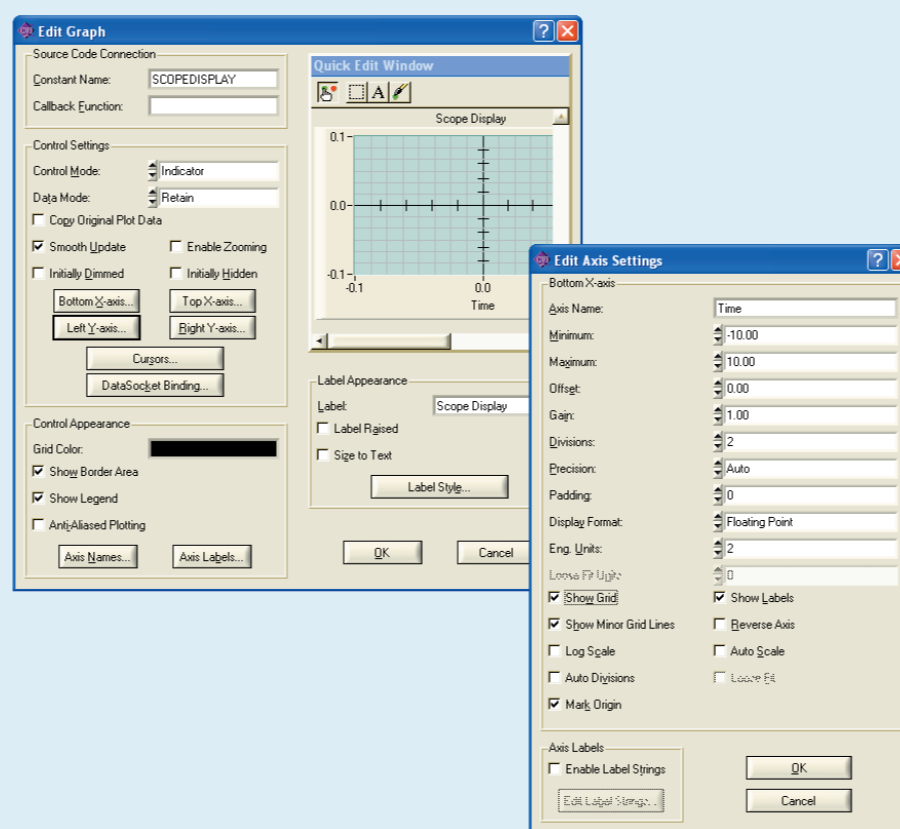 Edit Graph
Source Code Connection
Constant Name: SCOPEDISPLAY
Callback Function:
Control Settings
Control Mode: Indicator
Data Mode: Retain
Copy Original Plot Data
Smooth Update Enable Zooming
Initially Dimmed Initially Hidden
Bottom X-axis... Top X-axis...
Left Y-axis... Right Y-axis...
Cursors...
DataSocket Binding...
Control Appearance
Grid Color:
Show Border Area
Show Legend
Anti-Aliased Plotting
Axis Names... Axis Labels...
Quick Edit Window
A
Scope Display
0.1
0.0
-0.1
-0.1 0.0
Time
Label Appearance
Label: Scope Display
Label Raised
Size to Text
Label Style...
OK Cancel
Edit Axis Settings
Bottom X-axis
Axis Name: Time
Minimum: -10.00
Maximum: 10.00
Offset: 0.00
Gain: 1.00
Divisions: 2
Precision: Auto
Padding: 0
Display Format: Floating Point
Eng. Units: 2
Loose Fit Units 0
Show Grid Show Labels
Show Minor Grid Lines Reverse Axis
Log Scale Auto Scale
Auto Divisions Loose Fit
Mark Origin
Axis Labels
Enable Label Strings
Edit Label Strings...
OK
Cancel